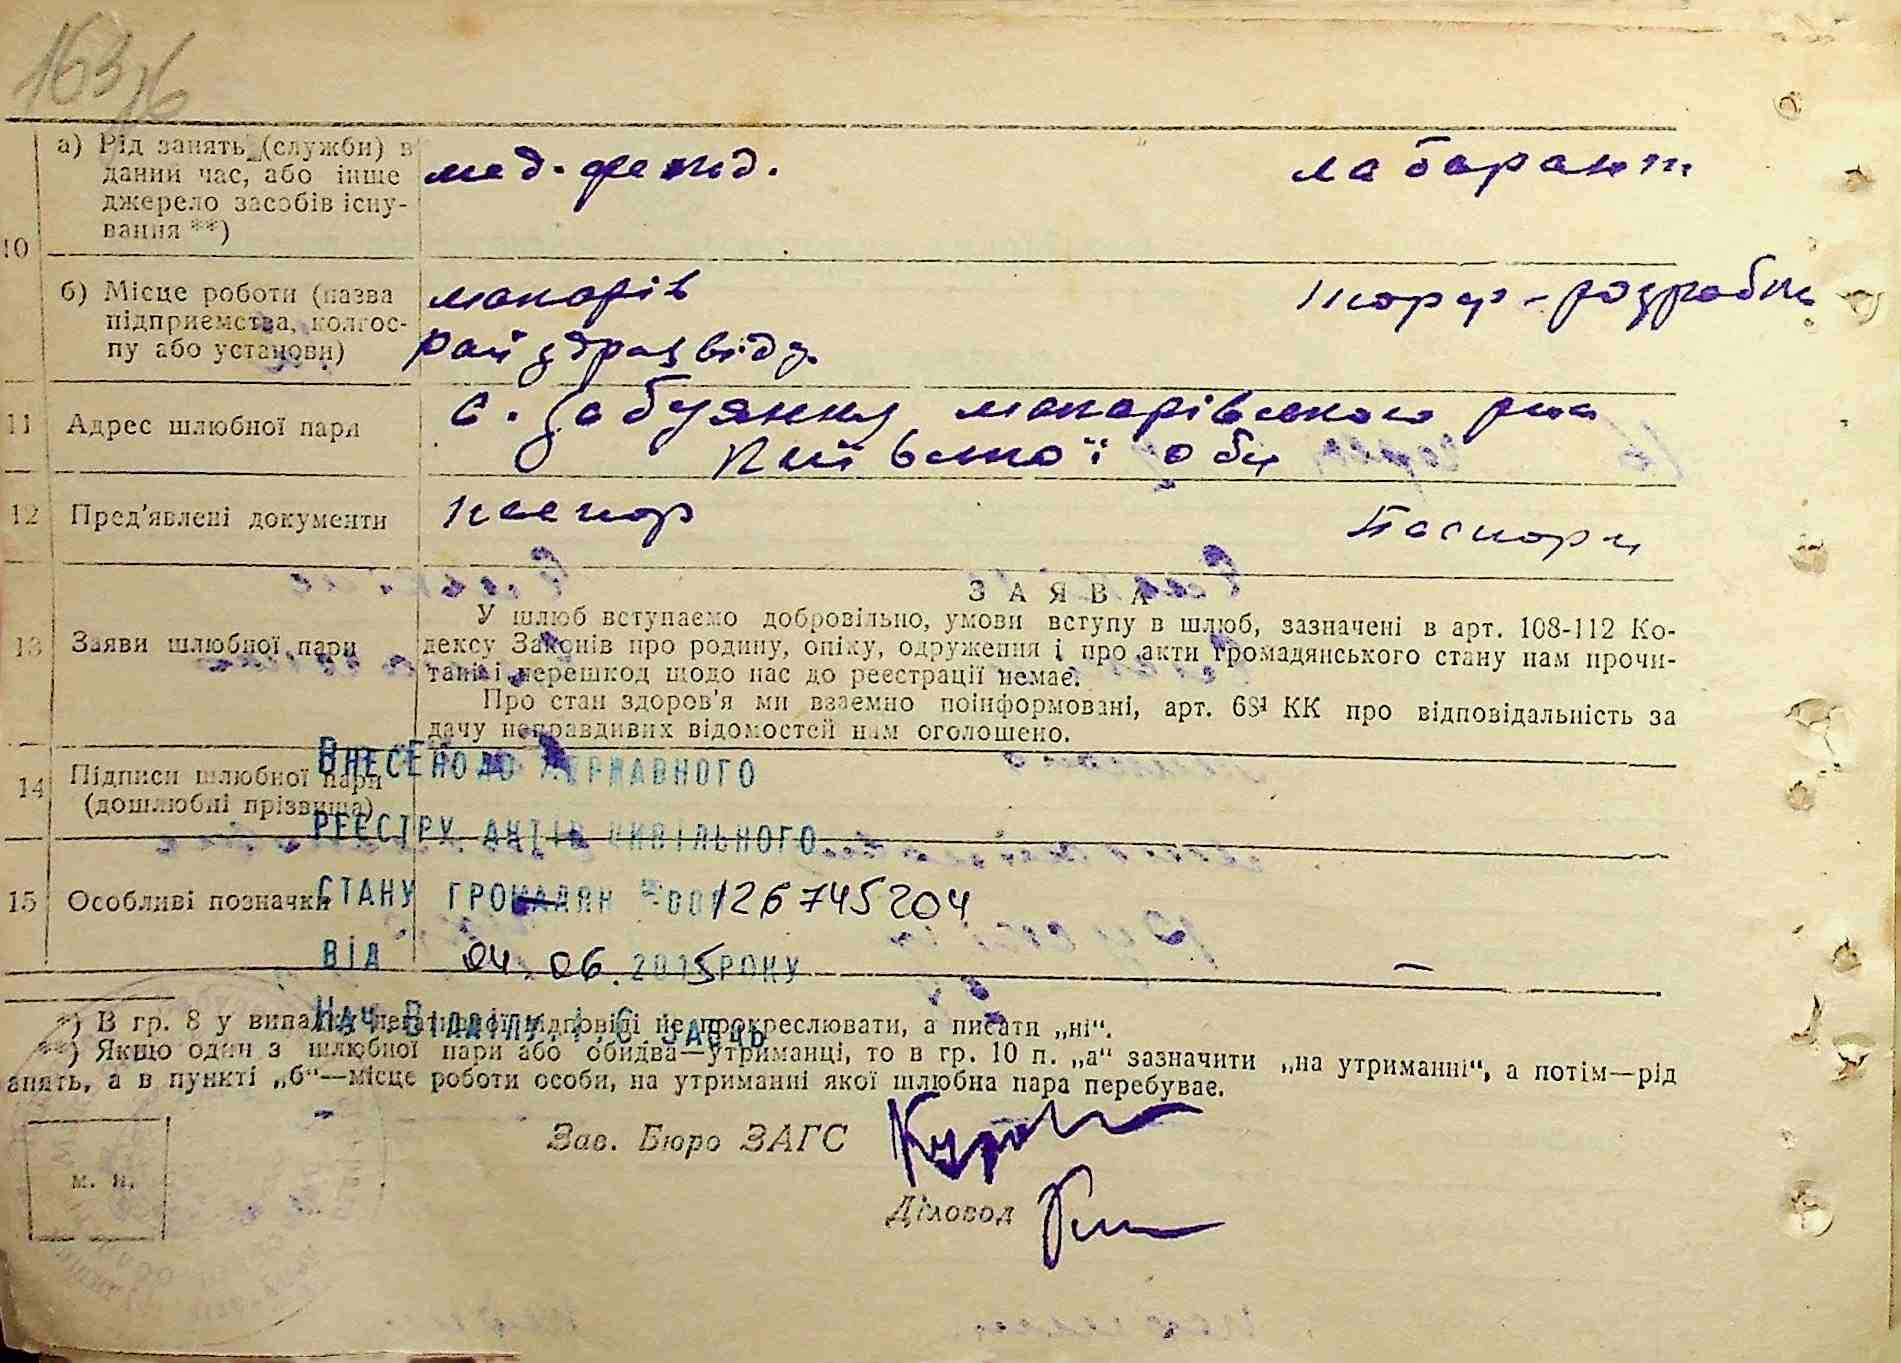 а) Рід занять (служби) в
даний час, або інше
джерело засобів існу-
вання **)
мед. фельд.
лаборант
10
б) Місце роботи (назва
підприємства, колгос-
пу або установи)
макарів
райздраввідд.
торф-розробки
11
Адрес шлюбної пари
с. Забуянння макарівського
Київської обл
12
Пред'явлені документи
паспор
Паспорт
13
Заяви шлюбної пари
ЗАЯВА
У шлюб вступаємо добровільно, умови вступу в шлюб, зазначені в арт. 108-112 Ко-
дексу Законів про родину, опіку, одруження і про акти громадянського стану нам прочи-
тані і перешкод щодо нас до реєстрації немає.
Про стан здоров'я ми взаємно поінформовані, арт. 68¹ КК про відповідальність за
дачу неправдивих відомостей нам оголошено.
14
Підписи шлюбної пари
(дошлюбні прізвища)
ВНЕСЕНО ДО ДЕРЖАВНОГО
РЕЄСТРУ АКТІВ ЦИВІЛЬНОГО
15
Особливі позначки
СТАНУ ГРОМАДЯН 126745204
ВІД 04.06.2015 РОКУ
НАЧ. ВІДДІЛУ І.С. ЗАЄЦЬ
*) В гр. 8 у випадку негативної відповіді не прокреслювати, а писати „ні“.
**) Якщо один з шлюбної пари або обидва—утриманці, то в гр. 10 п. „а“ зазначити „на утриманні“, а потім—рід
анять, а в пункті „б“—місце роботи особи, на утриманні якої шлюбна пара перебуває.
Зав. Бюро ЗАГС
м. п.
Діловод